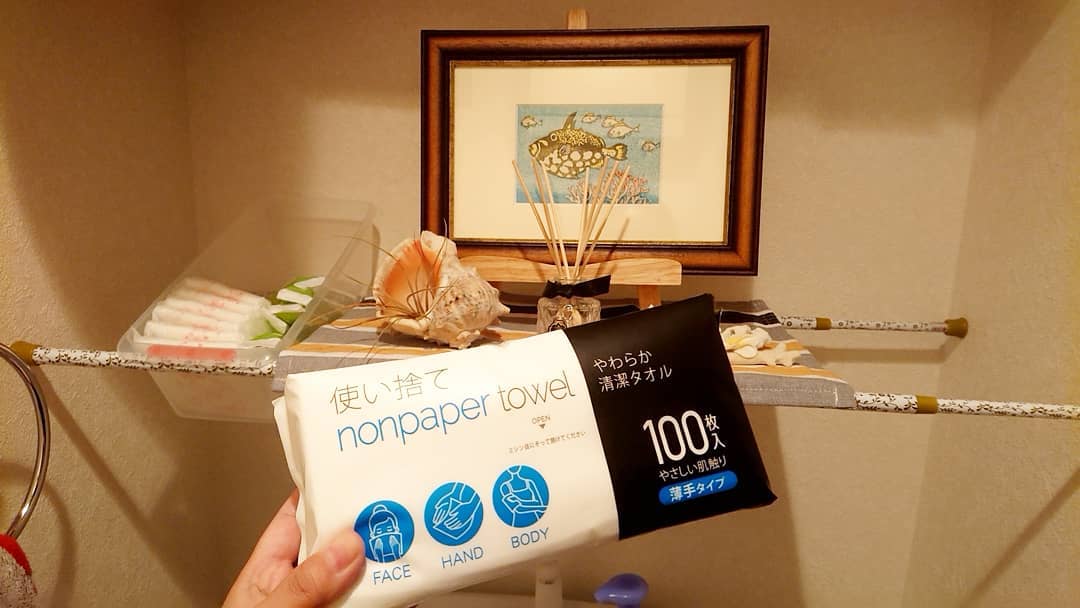 使い捨て
nonpaper towel
OPEN
ミシン目にそって開けてください
FACE
HAND
BODY
やわらか
清潔タオル
100枚入
やさしい肌触り
薄手タイプ